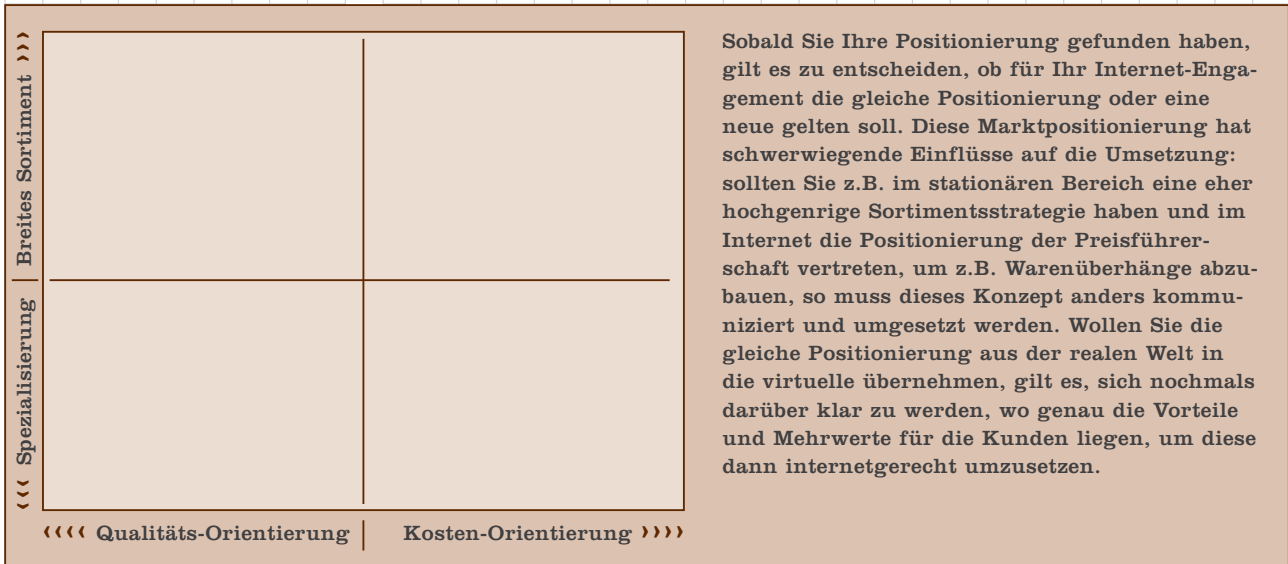 Breites Sortiment ›››
‹‹‹ Spezialisierung
‹‹‹‹ Qualitäts-Orientierung
Kosten-Orientierung ››››
Sobald Sie Ihre Positionierung gefunden haben,
gilt es zu entscheiden, ob für Ihr Internet-Enga-
gement die gleiche Positionierung oder eine
neue gelten soll. Diese Marktpositionierung hat
schwerwiegende Einflüsse auf die Umsetzung:
sollten Sie z.B. im stationären Bereich eine eher
hochgenrige Sortimentsstrategie haben und im
Internet die Positionierung der Preisführer-
schaft vertreten, um z.B. Warenüberhänge abzu-
bauen, so muss dieses Konzept anders kommu-
niziert und umgesetzt werden. Wollen Sie die
gleiche Positionierung aus der realen Welt in
die virtuelle übernehmen, gilt es, sich nochmals
darüber klar zu werden, wo genau die Vorteile
und Mehrwerte für die Kunden liegen, um diese
dann internetgerecht umzusetzen.